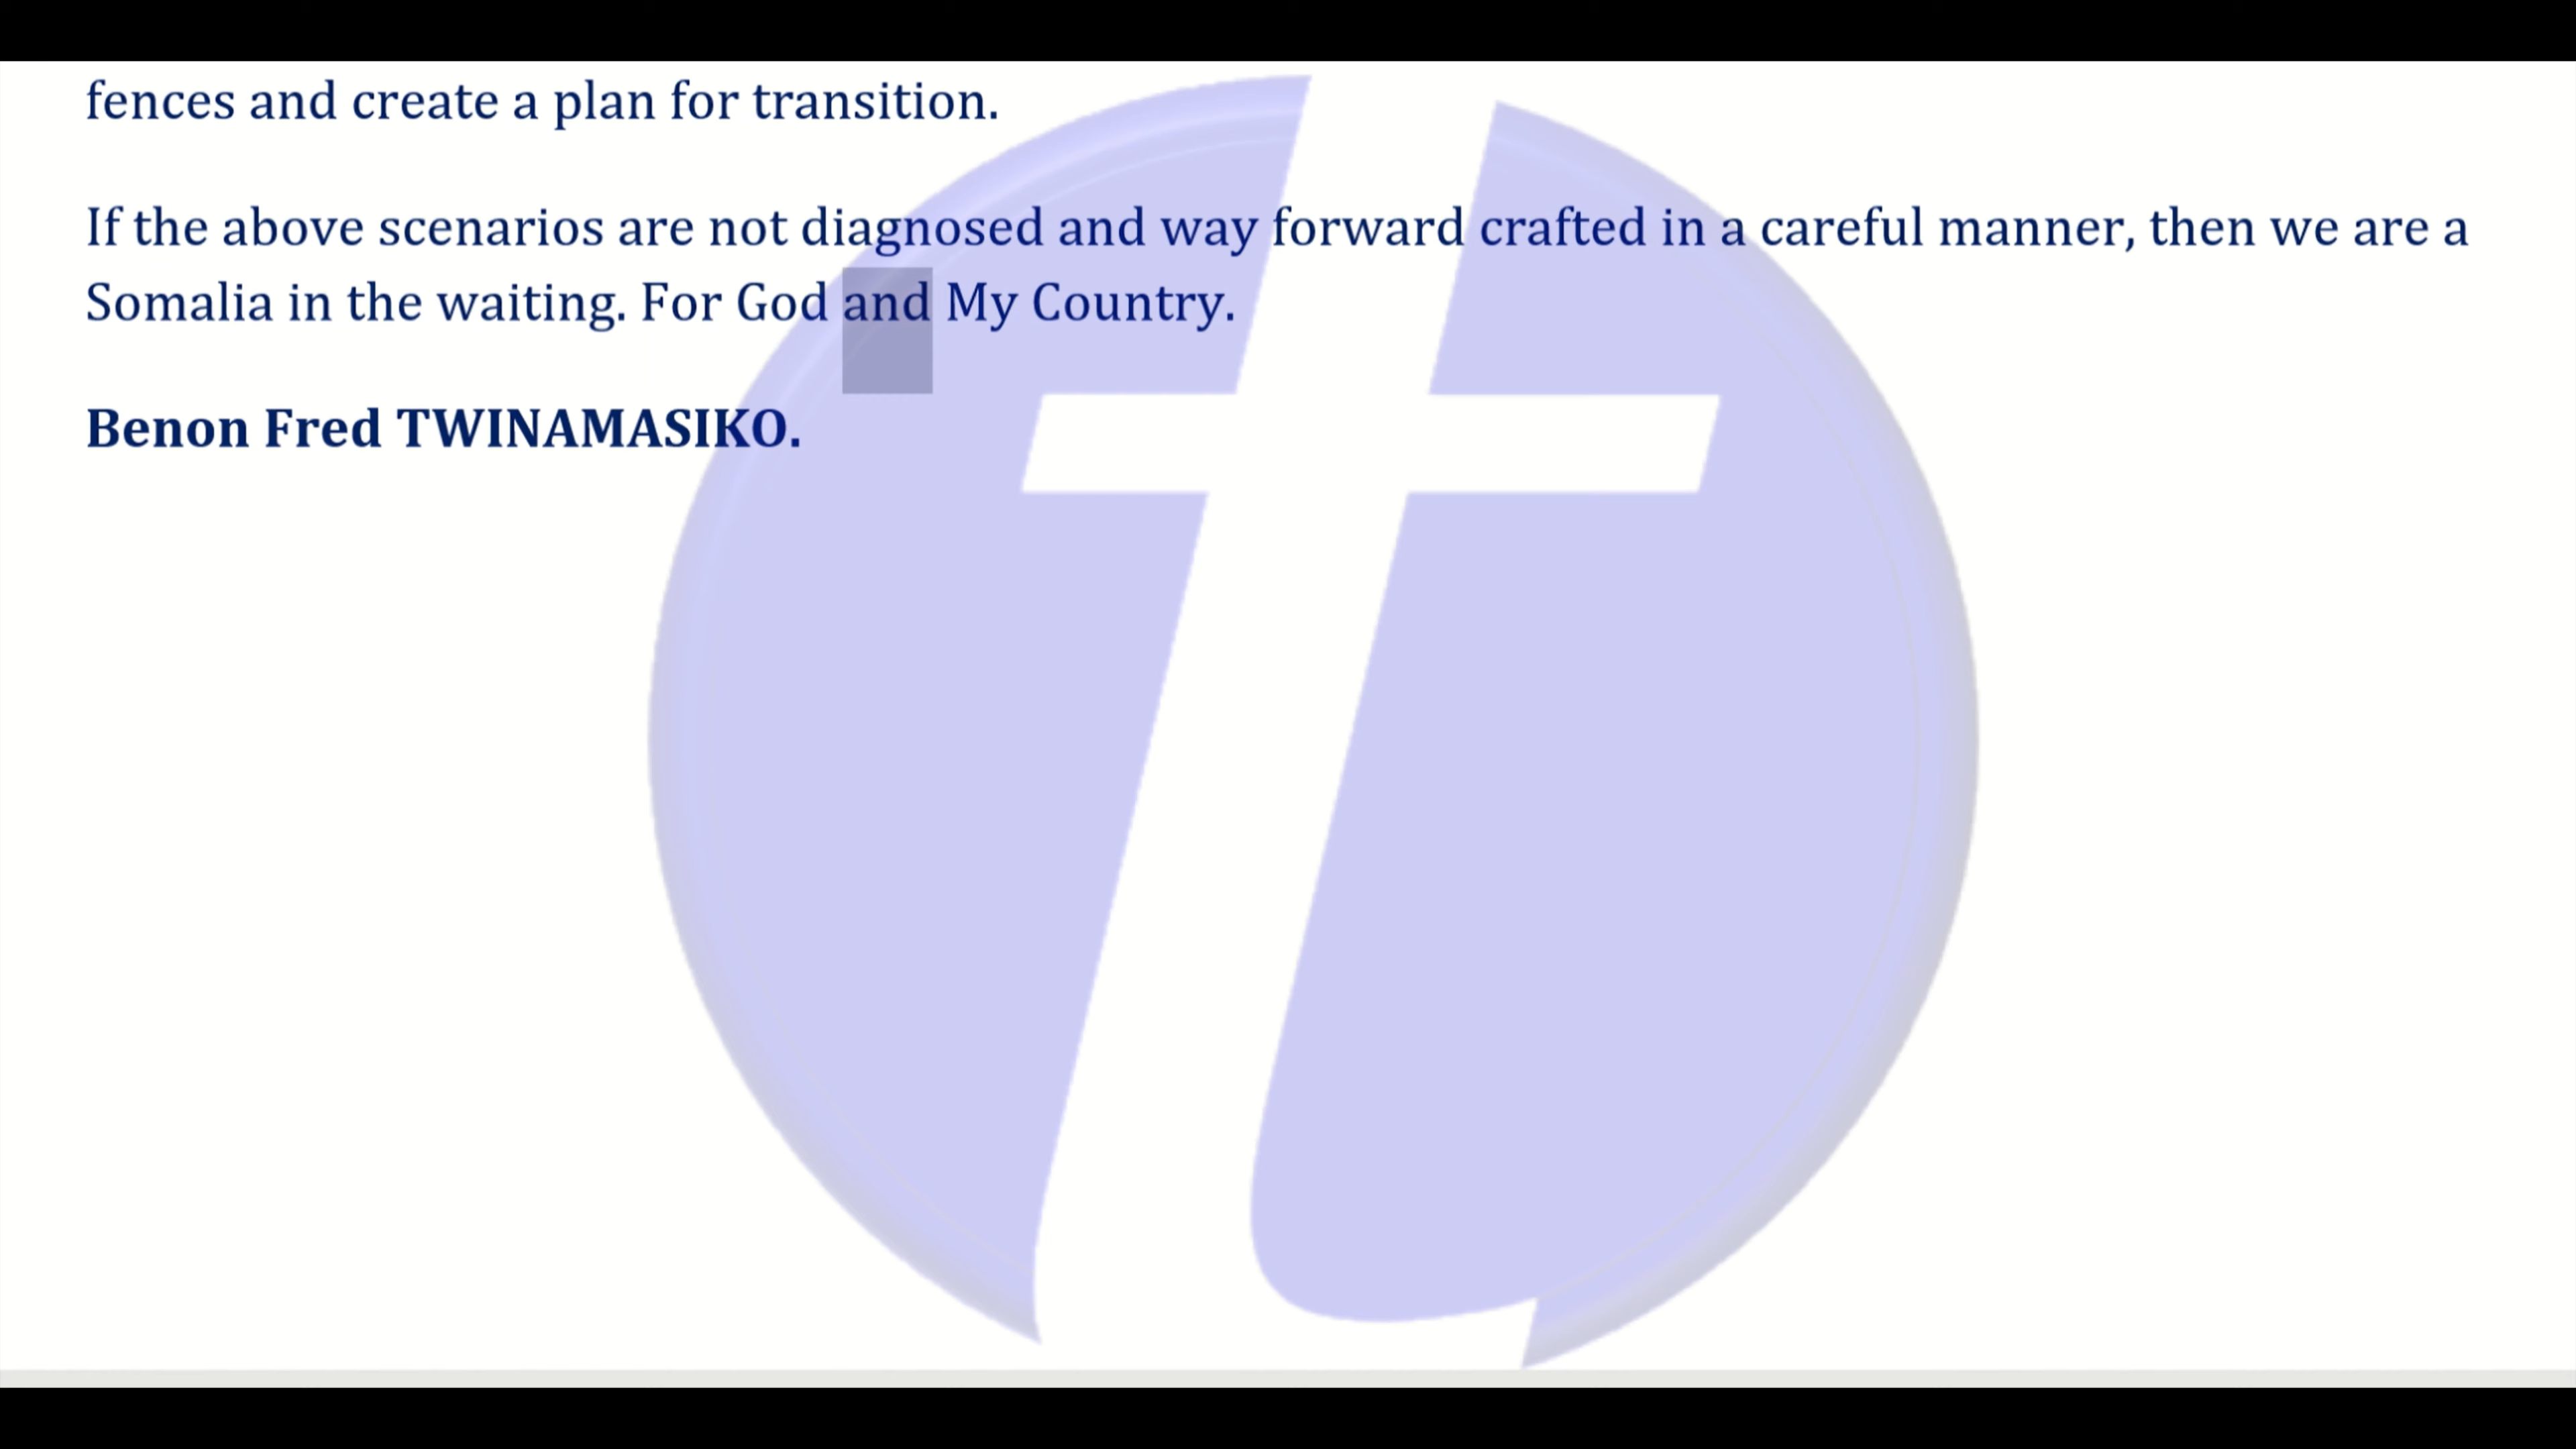 fences and create a plan for transition.
If the above scenarios are not diagnosed and way forward crafted in a careful manner, then we are a
Somalia in the waiting. For God and My Country.
Benon Fred TWINAMASIKO.
t